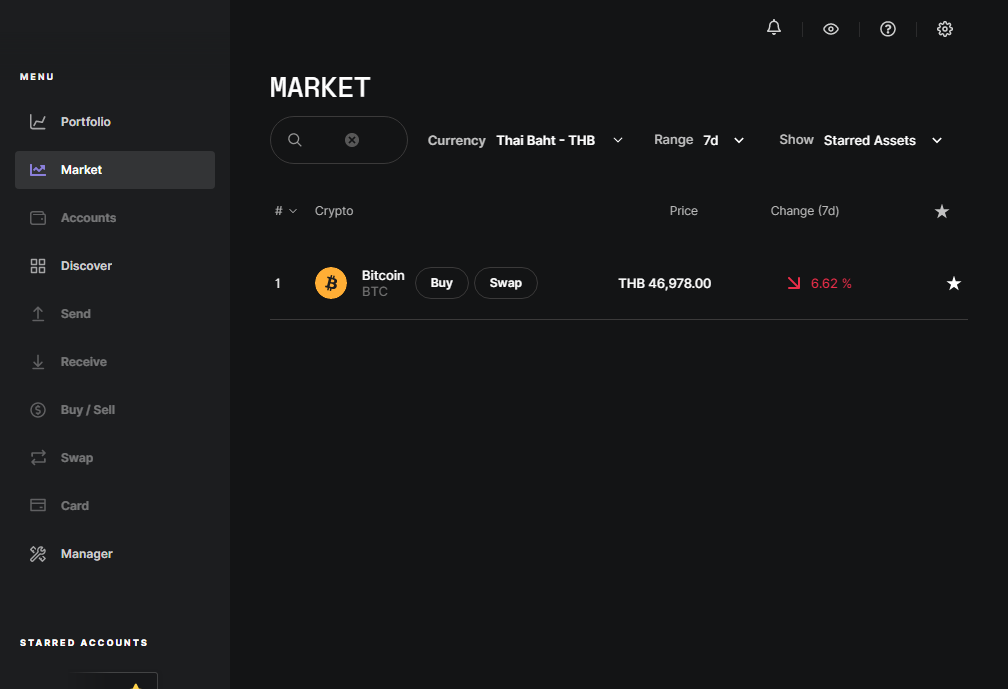 MENU
Portfolio
Market
Accounts
Discover
Send
Receive
Buy / Sell
Swap
Card
Manager
STARRED ACCOUNTS
MARKET
Currency Thai Baht - THB
Range 7d
Show Starred Assets
# Crypto Price Change (7d)
1 Bitcoin BTC Buy Swap THB 46,978.00 6.62 %